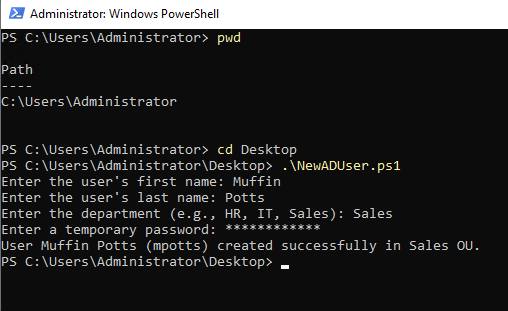 Administrator: Windows PowerShell
PS C:\Users\Administrator> pwd
Path
----
C:\Users\Administrator
PS C:\Users\Administrator> cd Desktop
PS C:\Users\Administrator\Desktop> .\NewADUser.ps1
Enter the user's first name: Muffin
Enter the user's last name: Potts
Enter the department (e.g., HR, IT, Sales): Sales
Enter a temporary password: ************
User Muffin Potts (mpotts) created successfully in Sales OU.
PS C:\Users\Administrator\Desktop>